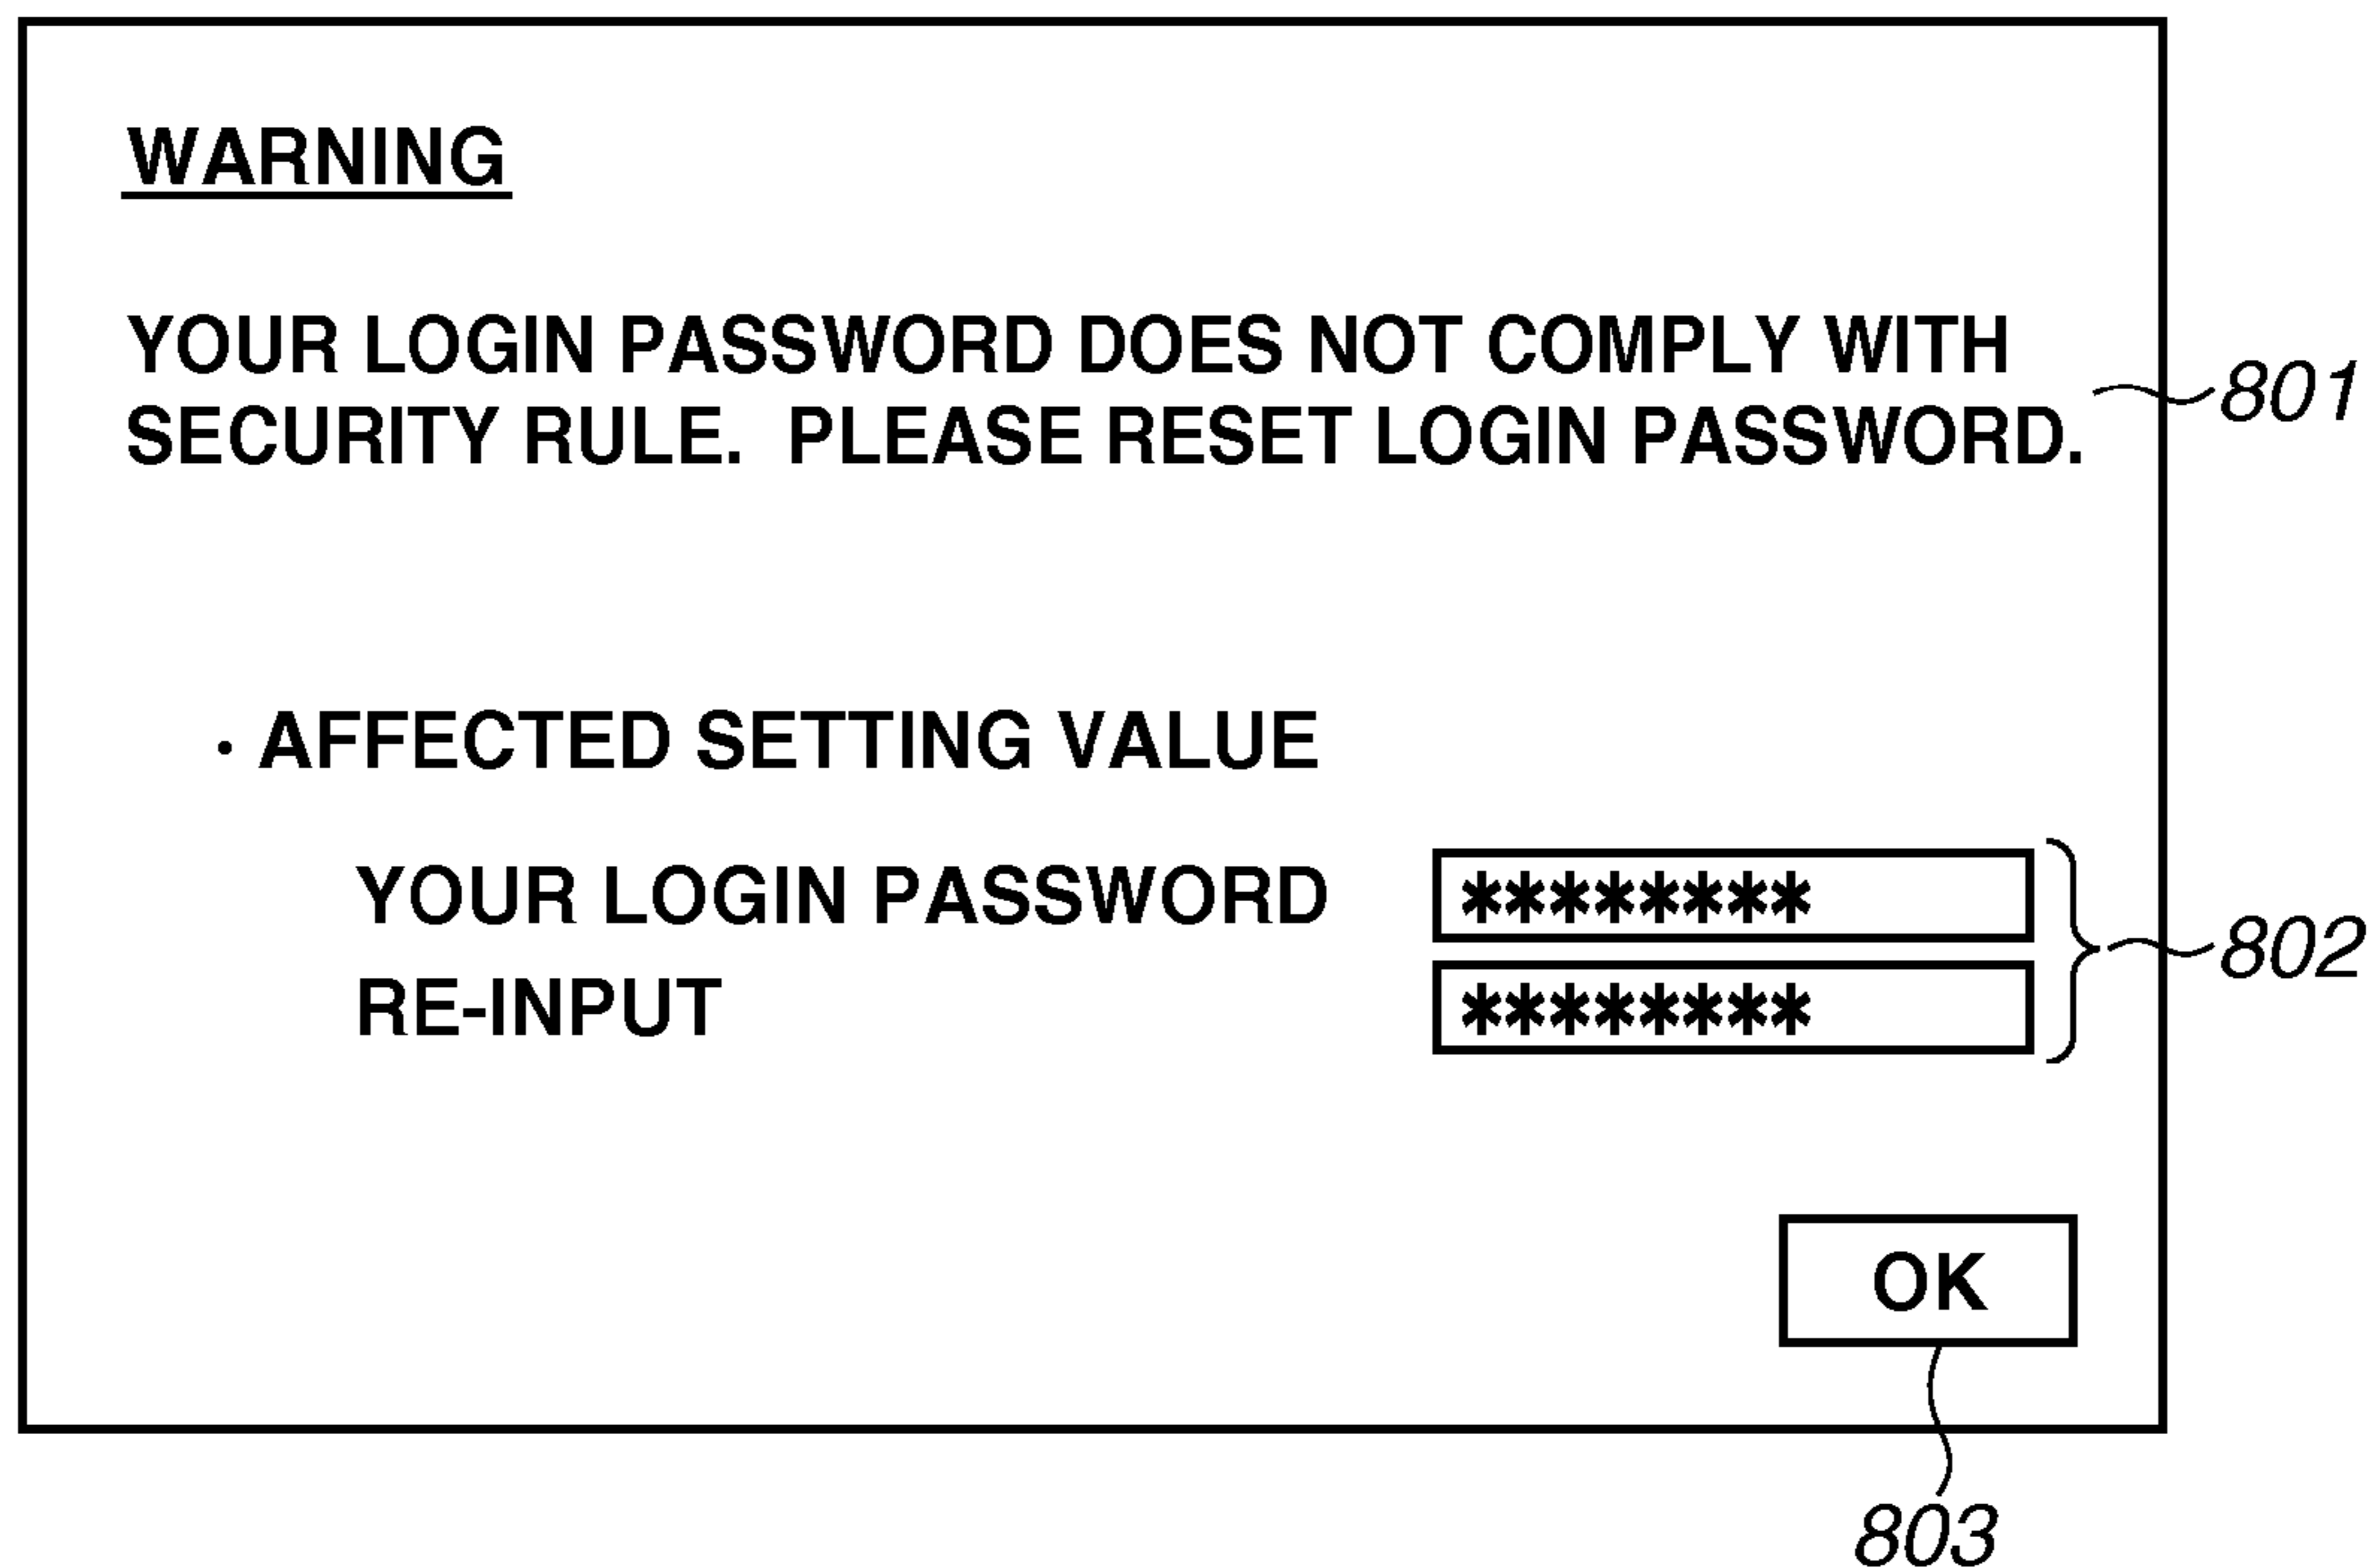 WARNING
YOUR LOGIN PASSWORD DOES NOT COMPLY WITH
SECURITY RULE. PLEASE RESET LOGIN PASSWORD.
801
· AFFECTED SETTING VALUE
YOUR LOGIN PASSWORD ********
RE-INPUT ********
802
OK
803